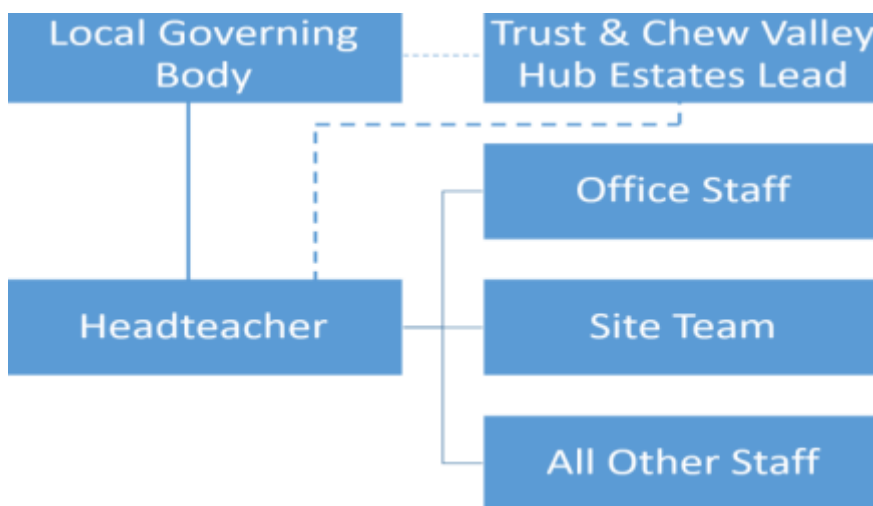 Local Governing
Body
Trust & Chew Valley
Hub Estates Lead
Office Staff
Headteacher
Site Team
All Other Staff